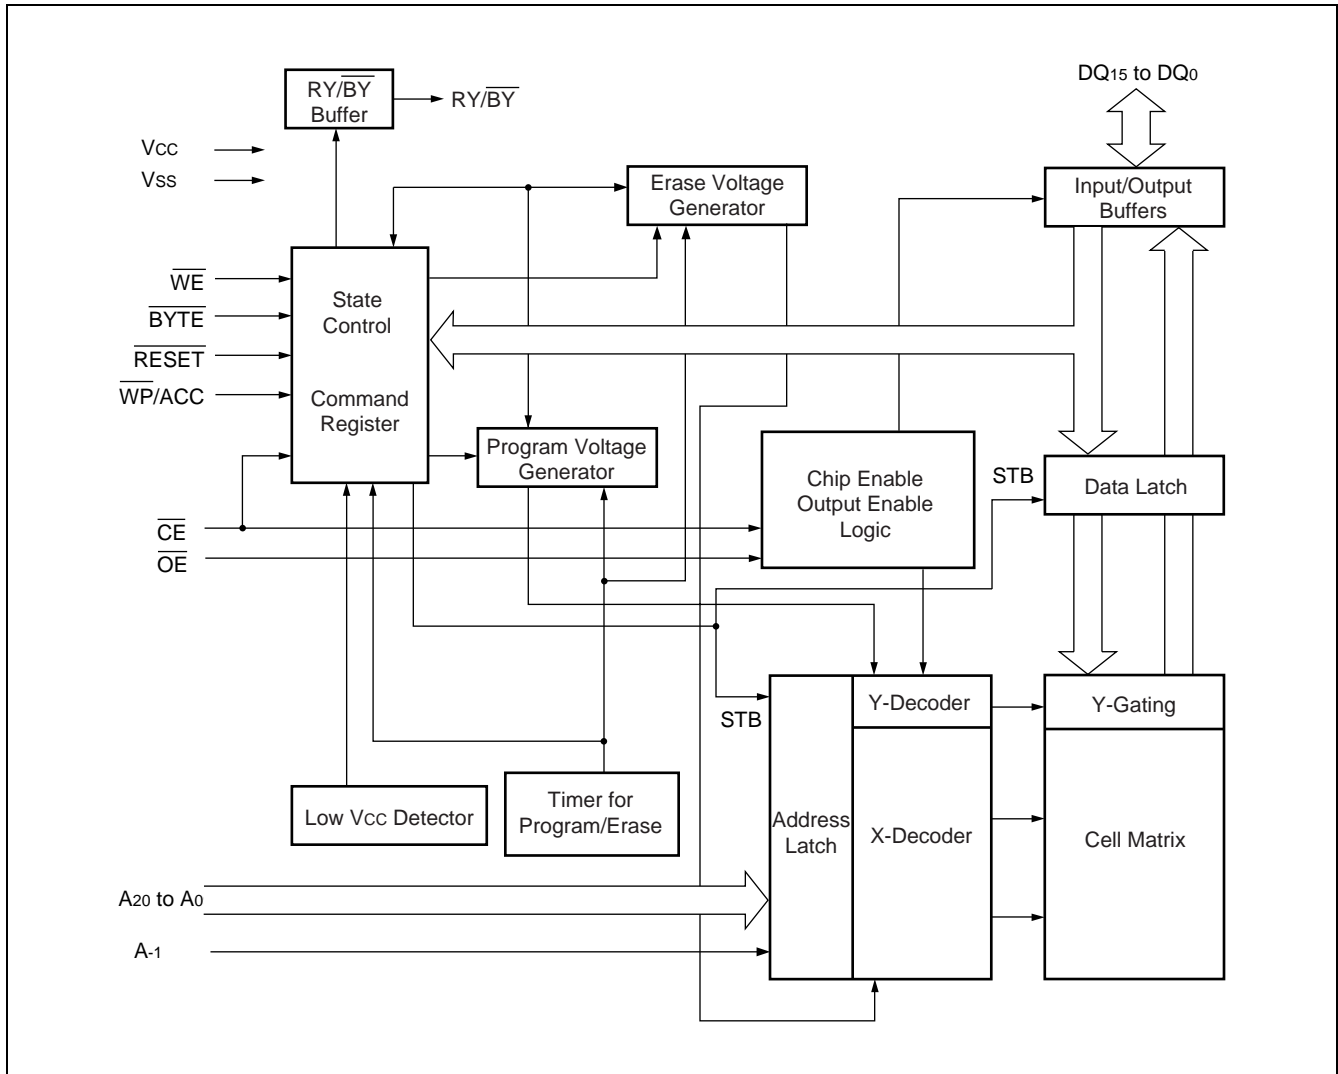 RY/BY
Buffer
RY/BY
DQ15 to DQ0
VCC
VSS
Erase Voltage
Generator
Input/Output
Buffers
WE
BYTE
RESET
WP/ACC
State
Control
Command
Register
Program Voltage
Generator
Chip Enable
Output Enable
Logic
STB
Data Latch
CE
OE
STB
Y-Decoder
Y-Gating
Low VCC Detector
Timer for
Program/Erase
Address
Latch
X-Decoder
Cell Matrix
A20 to A0
A-1